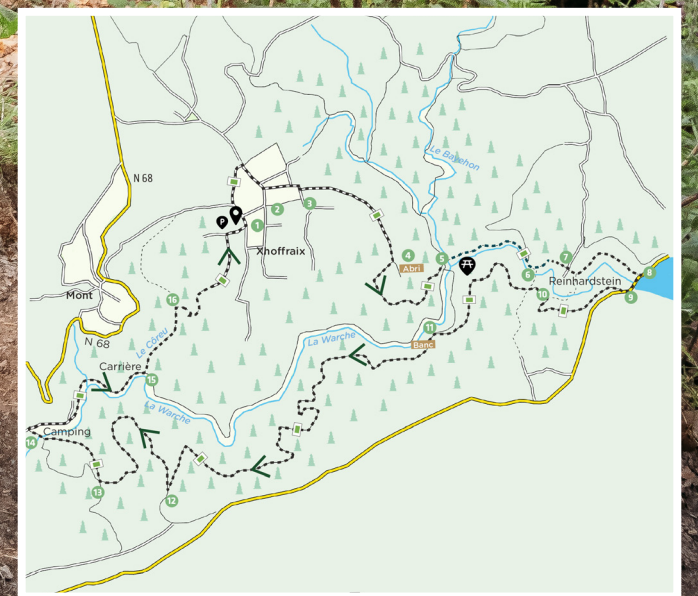 Le Bayehon
N 68
P
1
2
3
Xhoffraix
4
Abri
5
6
7
8
Reinhardstein
9
10
Mont
16
N 68
Le Côreu
La Warche
11
Banc
Carrière
15
La Warche
Camping
14
13
12